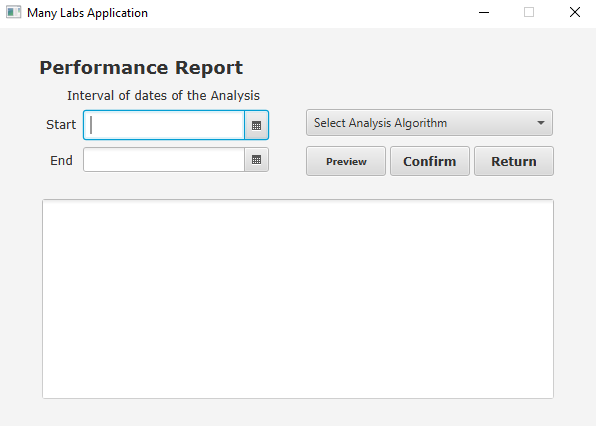 Many Labs Application
Performance Report
Interval of dates of the Analysis
Start
Select Analysis Algorithm
End
Preview Confirm Return